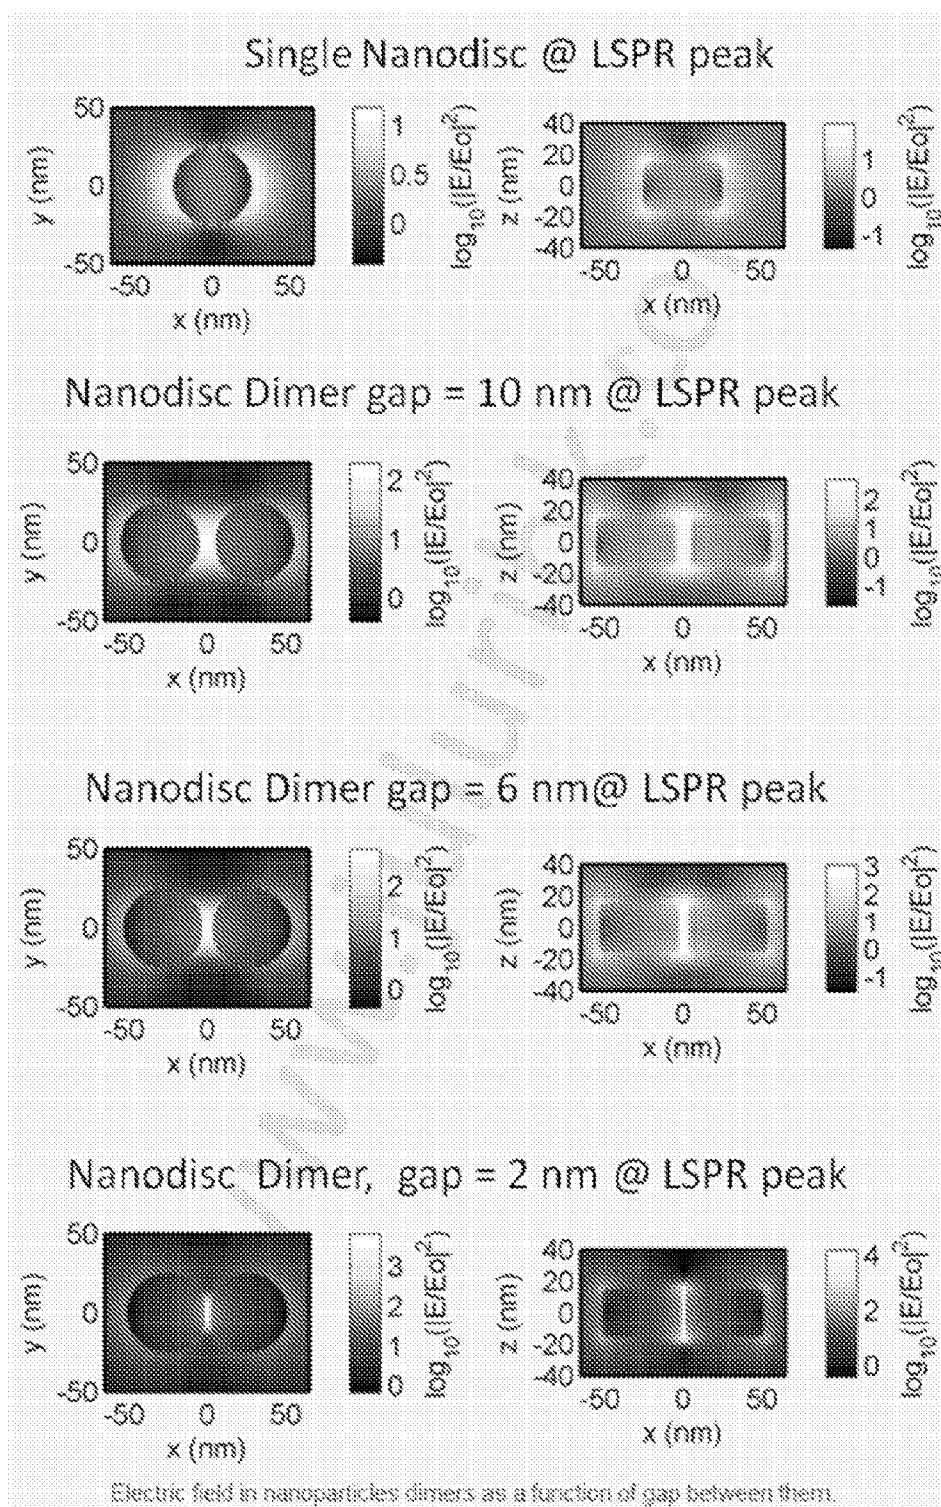 Single Nanodisc @ LSPR peak
50
0
-50
y (nm)
-50 0 50
x (nm)
1
0.5
0
log10(|E/Eo|^2)
40
20
0
-20
-40
z (nm)
-50 0 50
x (nm)
1
0
-1
log10(|E/Eo|^2)
Nanodisc Dimer gap = 10 nm @ LSPR peak
50
0
-50
y (nm)
-50 0 50
x (nm)
2
1
0
log10(|E/Eo|^2)
40
20
0
-20
-40
z (nm)
-50 0 50
x (nm)
2
1
0
-1
log10(|E/Eo|^2)
Nanodisc Dimer gap = 6 nm@ LSPR peak
50
0
-50
y (nm)
-50 0 50
x (nm)
2
1
0
log10(|E/Eo|^2)
40
20
0
-20
-40
z (nm)
-50 0 50
x (nm)
3
2
1
0
-1
log10(|E/Eo|^2)
Nanodisc Dimer, gap = 2 nm @ LSPR peak
50
0
-50
y (nm)
-50 0 50
x (nm)
3
2
1
0
log10(|E/Eo|^2)
40
20
0
-20
-40
z (nm)
-50 0 50
x (nm)
4
2
0
log10(|E/Eo|^2)
Electric field in nanoparticles dimers as a function of gap between them.